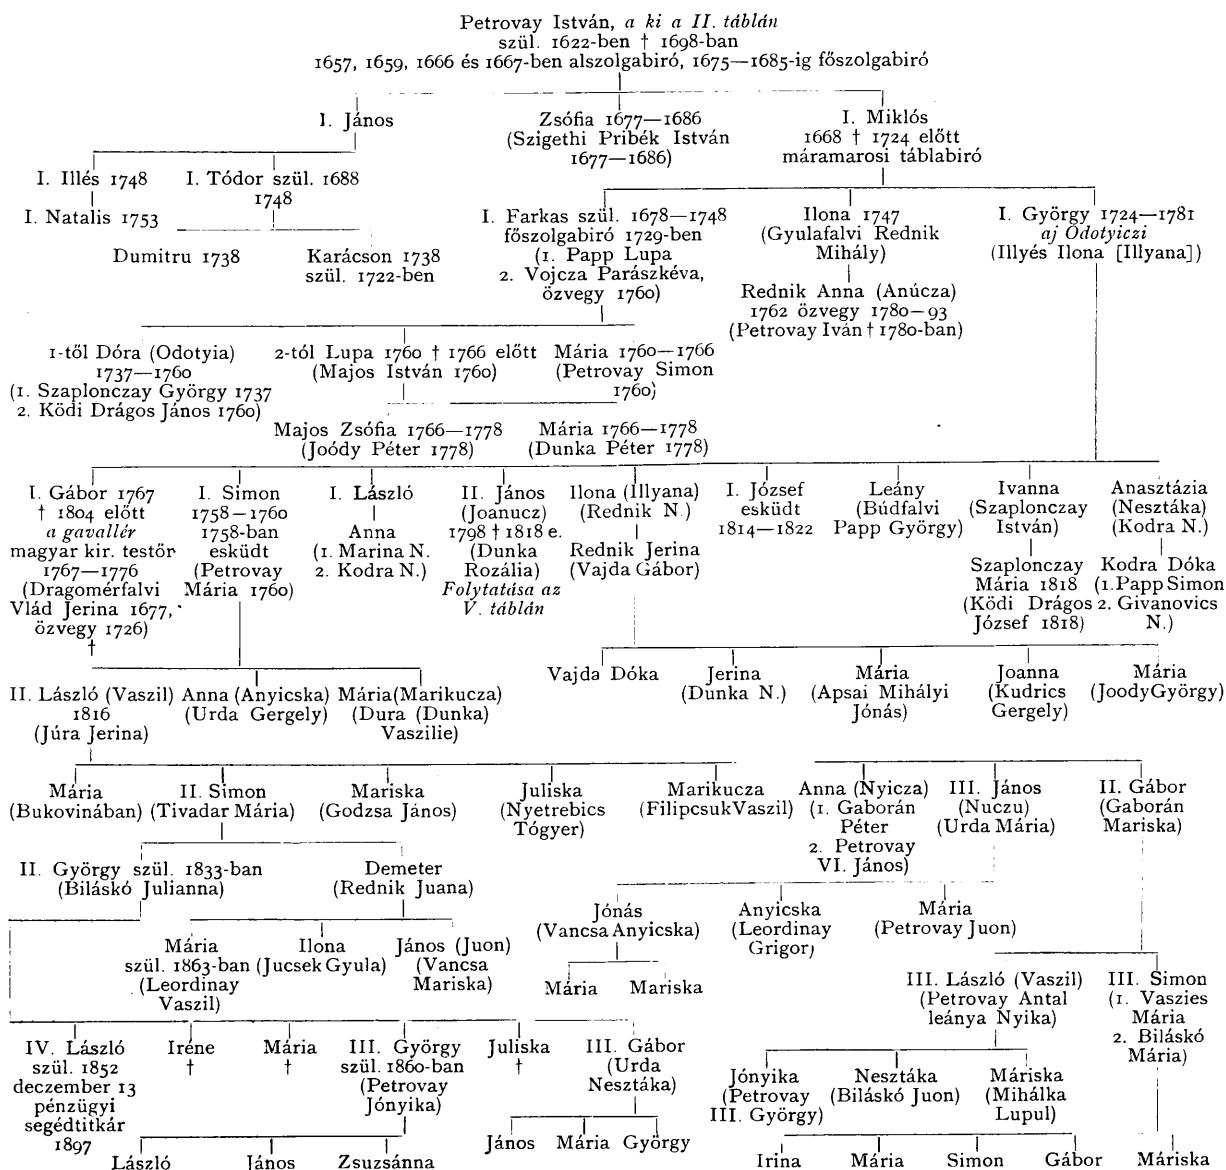 Petrovay István, a ki a II. táblán
szül. 1622-ben † 1698-ban
1657, 1659, 1666 és 1667-ben alszolgabiró, 1675—1685-ig főszolgabiró
I. János
Zsófia 1677—1686
(Szigethi Pribék István
1677—1686)
I. Miklós
1668 † 1724 előtt
máramarosi táblabiró
I. Illés 1748
I. Tódor szül. 1688
1748
I. Natalis 1753
Dumitru 1738
Karácson 1738
szül. 1722-ben
I. Farkas szül. 1678—1748
főszolgabiró 1729-ben
(1. Papp Lupa
2. Vojcza Parászkéva,
özvegy 1760)
Ilona 1747
(Gyulafalvi Rednik
Mihály)
Rednik Anna (Anúcza)
1762 özvegy 1780—93
(Petrovay Iván † 1780-ban)
I. György 1724—1781
aj Odotyiczi
(Illyés Ilona [Illyana])
1-től Dóra (Odotyia)
1737—1760
(1. Szaplonczay György 1737
2. Ködi Drágos János 1760)
2-tól Lupa 1760 † 1766 előtt
(Majos István 1760)
Mária 1760—1766
(Petrovay Simon
1760)
Majos Zsófia 1766—1778
(Joódy Péter 1778)
Mária 1766—1778
(Dunka Péter 1778)
I. Gábor 1767
† 1804 előtt
a gavallér
magyar kir. testőr
1767—1776
(Dragomérfalvi
Vlád Jerina 1677,
özvegy 1726)
†
I. Simon
1758—1760
1758-ban
esküdt
(Petrovay
Mária 1760)
I. László
Anna
(1. Marina N.
2. Kodra N.)
II. János
(Joanucz)
1798 † 1818 e.
(Dunka
Rozália)
Folytatása az
V. táblán
Ilona (Illyana)
(Rednik N.)
Rednik Jerina
(Vajda Gábor)
I. József
esküdt
1814—1822
Leány
(Búdfalvi
Papp György)
Ivanna
(Szaplonczay
István)
Szaplonczay
Mária 1818
(Ködi Drágos
József 1818)
Anasztázia
(Nesztáka)
(Kodra N.)
Kodra Dóka
(1. Papp Simon
2. Givanovics
N.)
Vajda Dóka
Jerina
(Dunka N.)
Mária
(Apsai Mihályi
Jónás)
Joanna
(Kudrics
Gergely)
Mária
(Joody György)
II. László (Vaszil)
1816
(Júra Jerina)
Anna (Anyicska)
(Urda Gergely)
Mária (Marikucza)
(Dura (Dunka)
Vaszilie)
Mária
(Bukovinában)
II. Simon
(Tivadar Mária)
Mariska
(Godzsa János)
Juliska
(Nyetrebics
Tógyer)
Marikucza
(Filipcsuk Vaszil)
Anna (Nyicza)
(1. Gaborán
Péter
2. Petrovay
VI. János)
III. János
(Nuczu)
(Urda Mária)
II. Gábor
(Gaborán
Mariska)
II. György szül. 1833-ban
(Biláskó Julianna)
Demeter
(Rednik Juana)
Jónás
(Vancsa Anyicska)
Anyicska
(Leordinay
Grigor)
Mária
(Petrovay Juon)
Mária
szül. 1863-ban
(Leordinay
Vaszil)
Ilona
(Jucsek Gyula)
János (Juon)
(Vancsa
Mariska)
Mária
Mariska
III. László (Vaszil)
(Petrovay Antal
leánya Nyika)
III. Simon
(1. Vaszies
Mária
2. Biláskó
Mária)
IV. László
szül. 1852
deczember 13
pénzügyi
segédtitkár
1897
Iréne
†
Mária
†
III. György
szül. 1860-ban
(Petrovay
Jónyika)
Juliska
†
III. Gábor
(Urda
Nesztáka)
Jónyika
(Petrovay
III. György)
Nesztáka
(Biláskó Juon)
Máriska
(Mihálka
Lupul)
János
Mária
György
László
János
Zsuzsánna
Irina
Mária
Simon
Gábor
Máriska